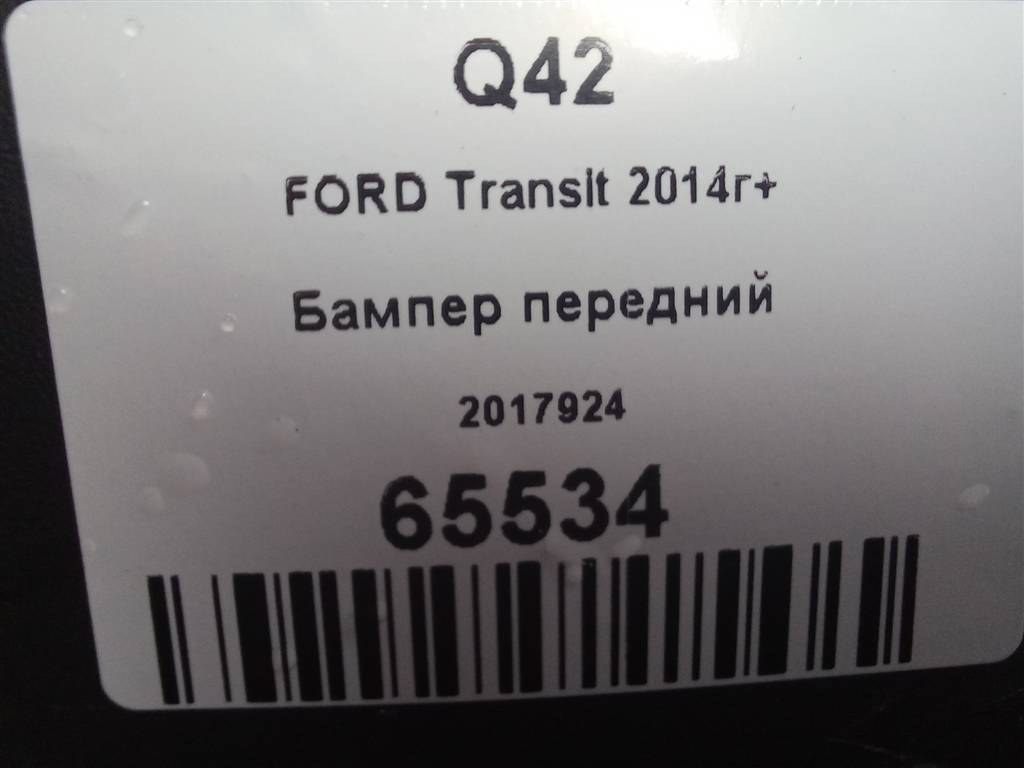 Q42
FORD Transit 2014г+
Бампер передний
2017924
65534